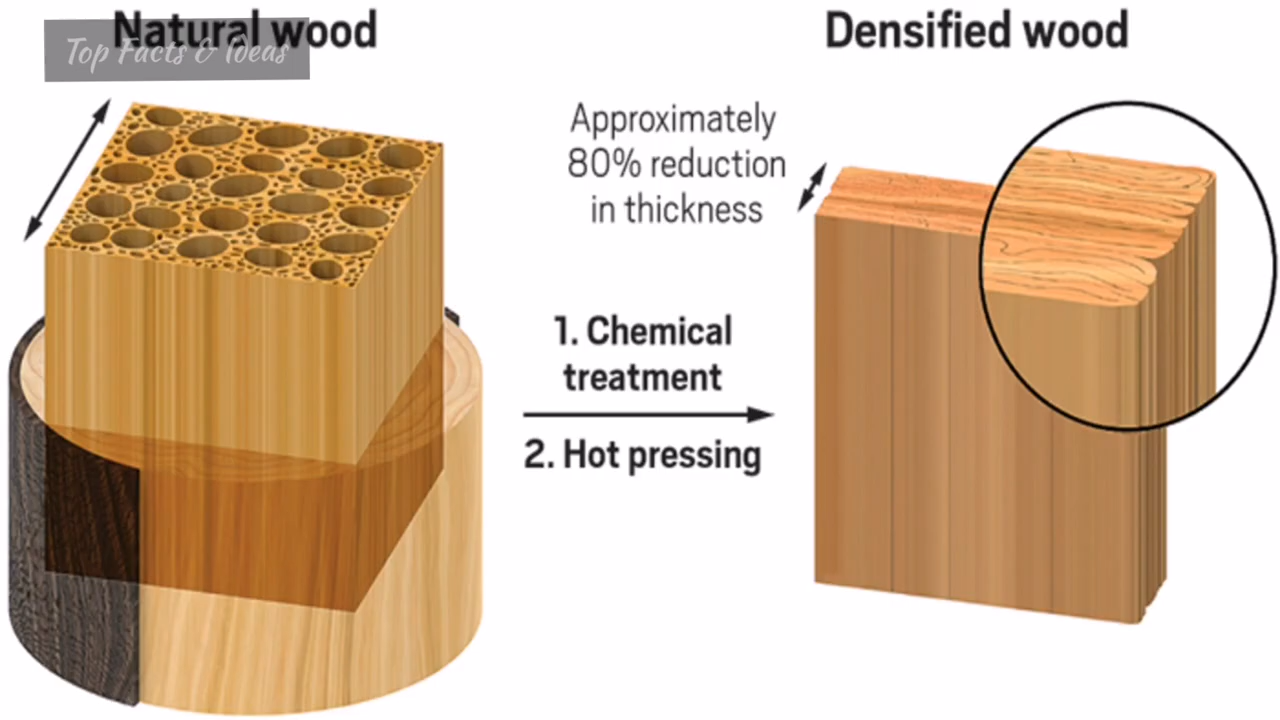 Natural wood
Top Facts & Ideas
Densified wood
Approximately
80% reduction
in thickness
1. Chemical
treatment
2. Hot pressing